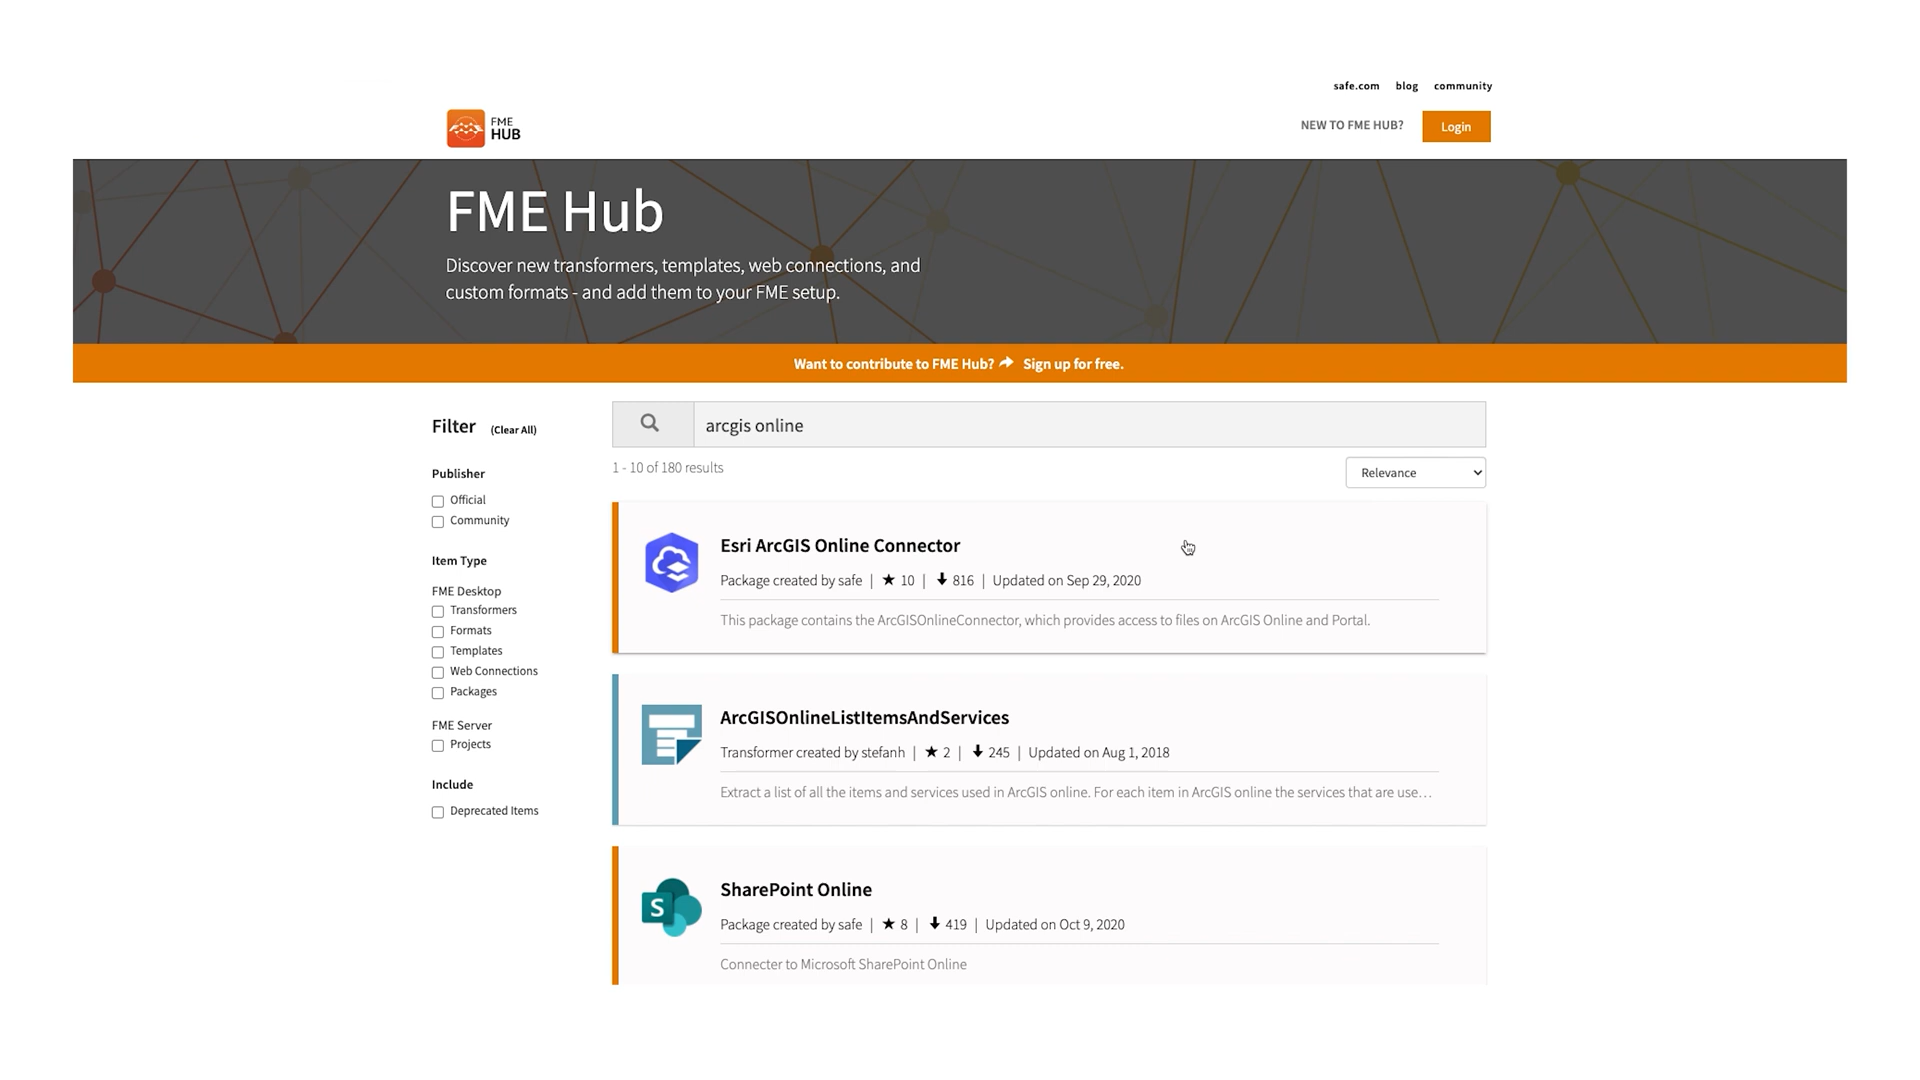 safe.com blog community
FME
HUB
NEW TO FME HUB? Login
FME Hub
Discover new transformers, templates, web connections, and
custom formats - and add them to your FME setup.
Want to contribute to FME Hub? Sign up for free.
Filter (Clear All)
arcgis online
1 - 10 of 180 results
Relevance
Publisher
Official
Community
Item Type
FME Desktop
Transformers
Formats
Templates
Web Connections
Packages
FME Server
Projects
Include
Deprecated Items
Esri ArcGIS Online Connector
Package created by safe | ★ 10 | 816 | Updated on Sep 29, 2020
This package contains the ArcGISOnlineConnector, which provides access to files on ArcGIS Online and Portal.
ArcGISOnlineListItemsAndServices
Transformer created by stefanh | ★ 2 | 245 | Updated on Aug 1, 2018
Extract a list of all the items and services used in ArcGIS online. For each item in ArcGIS online the services that are use…
S
SharePoint Online
Package created by safe | ★ 8 | 419 | Updated on Oct 9, 2020
Connecter to Microsoft SharePoint Online